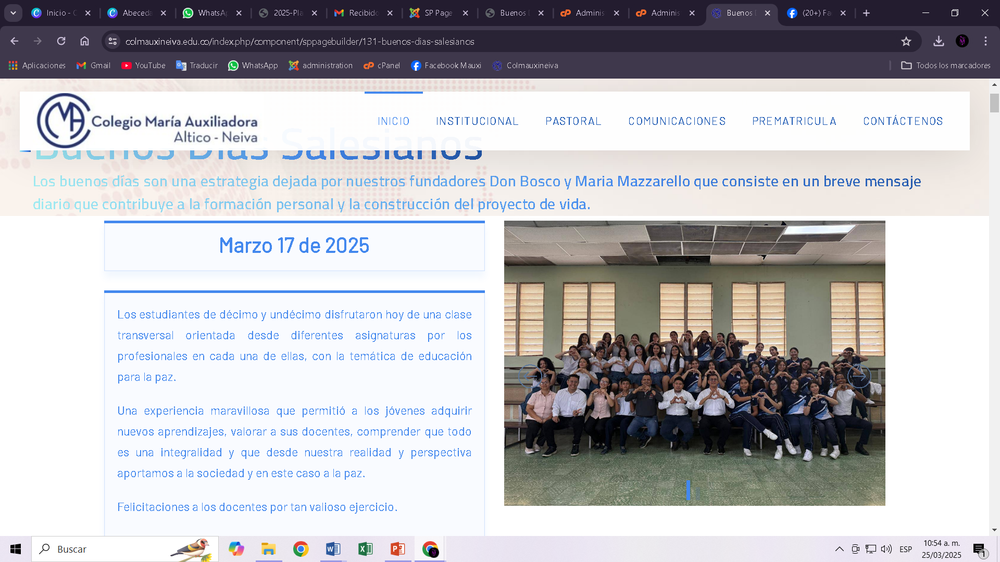 Inicio - C
Abeceda
WhatsAp
2025-Pla
Recibido
SP Page
Buenos D
Adminis
Adminis
Buenos D
(20+) Fa
colmauxineiva.edu.co/index.php/component/sppagebuilder/131-buenos-dias-salesianos
Aplicaciones
Gmail
YouTube
Traducir
WhatsApp
administration
cPanel
Facebook Mauxi
Colmauxineiva
Todos los marcadores
Colegio María Auxiliadora
Altico - Neiva
INICIO
INSTITUCIONAL
PASTORAL
COMUNICACIONES
PREMATRICULA
CONTÁCTENOS
Buenos Días Salesianos
Los buenos días son una estrategia dejada por nuestros fundadores Don Bosco y Maria Mazzarello que consiste en un breve mensaje
diario que contribuye a la formación personal y la construcción del proyecto de vida.
Marzo 17 de 2025
Los estudiantes de décimo y undécimo disfrutaron hoy de una clase
transversal orientada desde diferentes asignaturas por los
profesionales en cada una de ellas, con la temática de educación
para la paz.
Una experiencia maravillosa que permitió a los jóvenes adquirir
nuevos aprendizajes, valorar a sus docentes, comprender que todo
es una integralidad y que desde nuestra realidad y perspectiva
aportamos a la sociedad y en este caso a la paz.
Felicitaciones a los docentes por tan valioso ejercicio.
Buscar
ESP
10:54 a. m.
25/03/2025
1